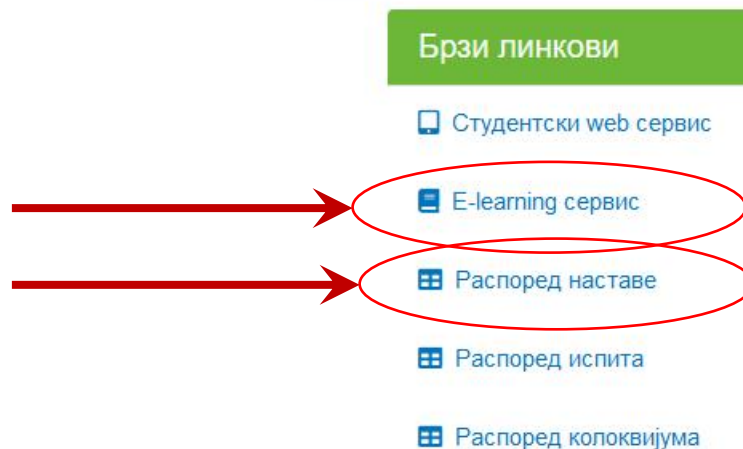 Брзи линкови
Студентски web сервис
E-learning сервис
Распоред наставе
Распоред испита
Распоред колоквијума